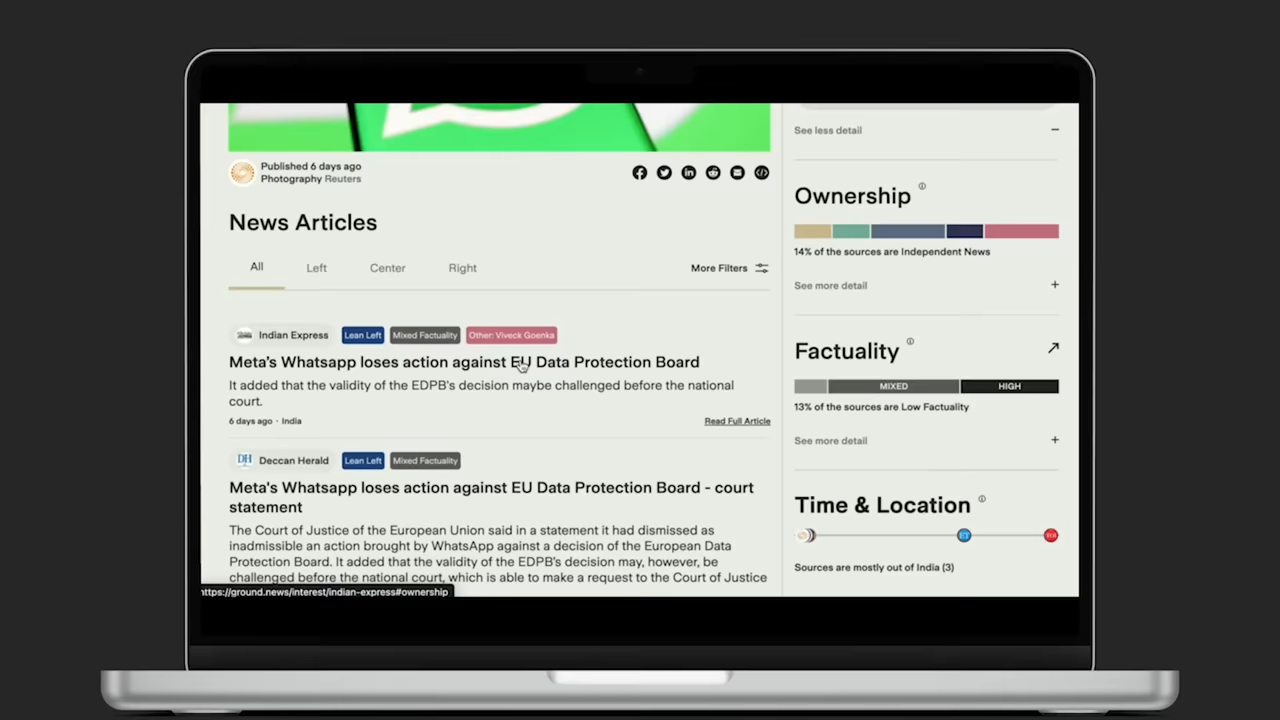 Published 6 days ago
Photography Reuters
News Articles
All
Left
Center
Right
More Filters
Indian Express
Lean Left
Mixed Factuality
Other: Viveck Goenka
Meta's Whatsapp loses action against EU Data Protection Board
It added that the validity of the EDPB's decision maybe challenged before the national
court.
6 days ago · India
Read Full Article
DH
Deccan Herald
Lean Left
Mixed Factuality
Meta's Whatsapp loses action against EU Data Protection Board - court
statement
The Court of Justice of the European Union said in a statement it had dismissed as
inadmissible an action brought by WhatsApp against a decision of the European Data
Protection Board. It added that the validity of the EDPB's decision may, however, be
challenged before the national court, which is able to make a request to the Court of Justice
https://ground.news/interest/indian-express#ownership
See less detail
Ownership
14% of the sources are Independent News
See more detail
Factuality
MIXED
HIGH
13% of the sources are Low Factuality
See more detail
Time & Location
ET
Sources are mostly out of India (3)